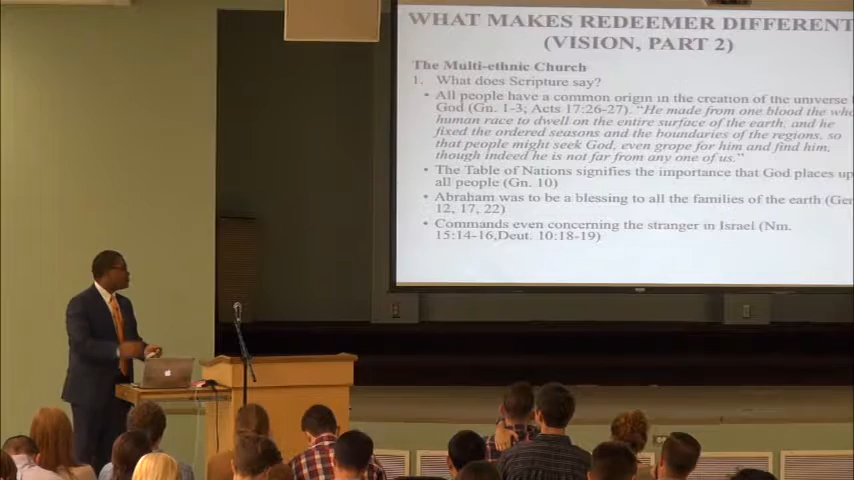 WHAT MAKES REDEEMER DIFFERENT
(VISION, PART 2)
The Multi-ethnic Church
1. What does Scripture say?
• All people have a common origin in the creation of the universe
God (Gn. 1-3; Acts 17:26-27). "He made from one blood the
human race to dwell on the entire surface of the earth, and he
fixed the ordered seasons and the boundaries of the regions, so
that people might seek God, even grope for him and find him,
though indeed he is not far from any one of us."
• The Table of Nations signifies the importance that God places
all people (Gn. 10)
• Abraham was to be a blessing to all the families of the earth
12, 17, 22)
• Commands even concerning the stranger in Israel (Nm.
15:14-16,Deut. 10:18-19)